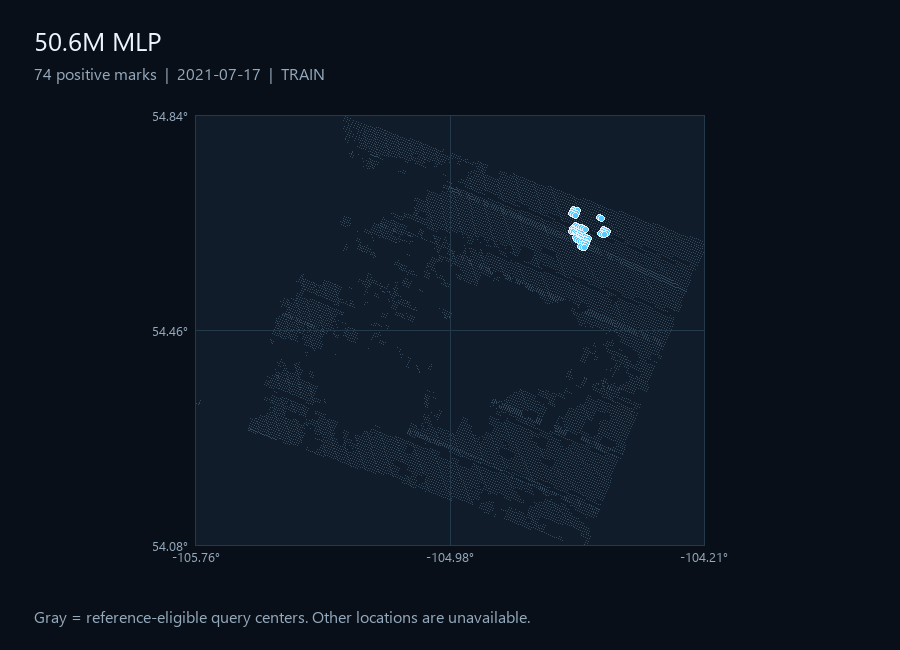 50.6M MLP
74 positive marks | 2021-07-17 | TRAIN
54.84°
54.46°
54.08°
-105.76°
-104.98°
-104.21°
Gray = reference-eligible query centers. Other locations are unavailable.